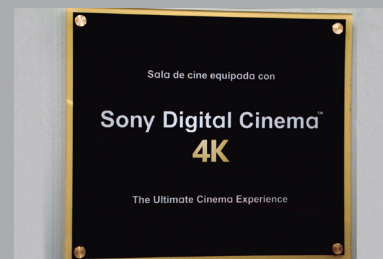 Sala de cine equipada con
Sony Digital Cinema™
4K
The Ultimate Cinema Experience